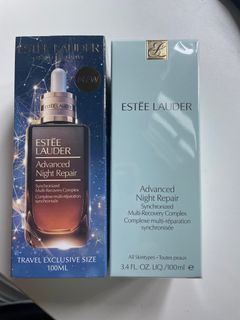 ESTĒE LAUDER
NEW
ESTĒE
LAUDER
Advanced
Night Repair
Synchronized
Multi-Recovery Complex
Complexe multi-réparation
synchronisée
TRAVEL EXCLUSIVE SIZE
100ML
ESTĒE LAUDER
Advanced
Night Repair
Synchronized
Multi-Recovery Complex
Complexe multi-réparation
synchronisée
All Skintypes · Toutes peaux
3.4 FL. OZ. LIQ./100ml ℮